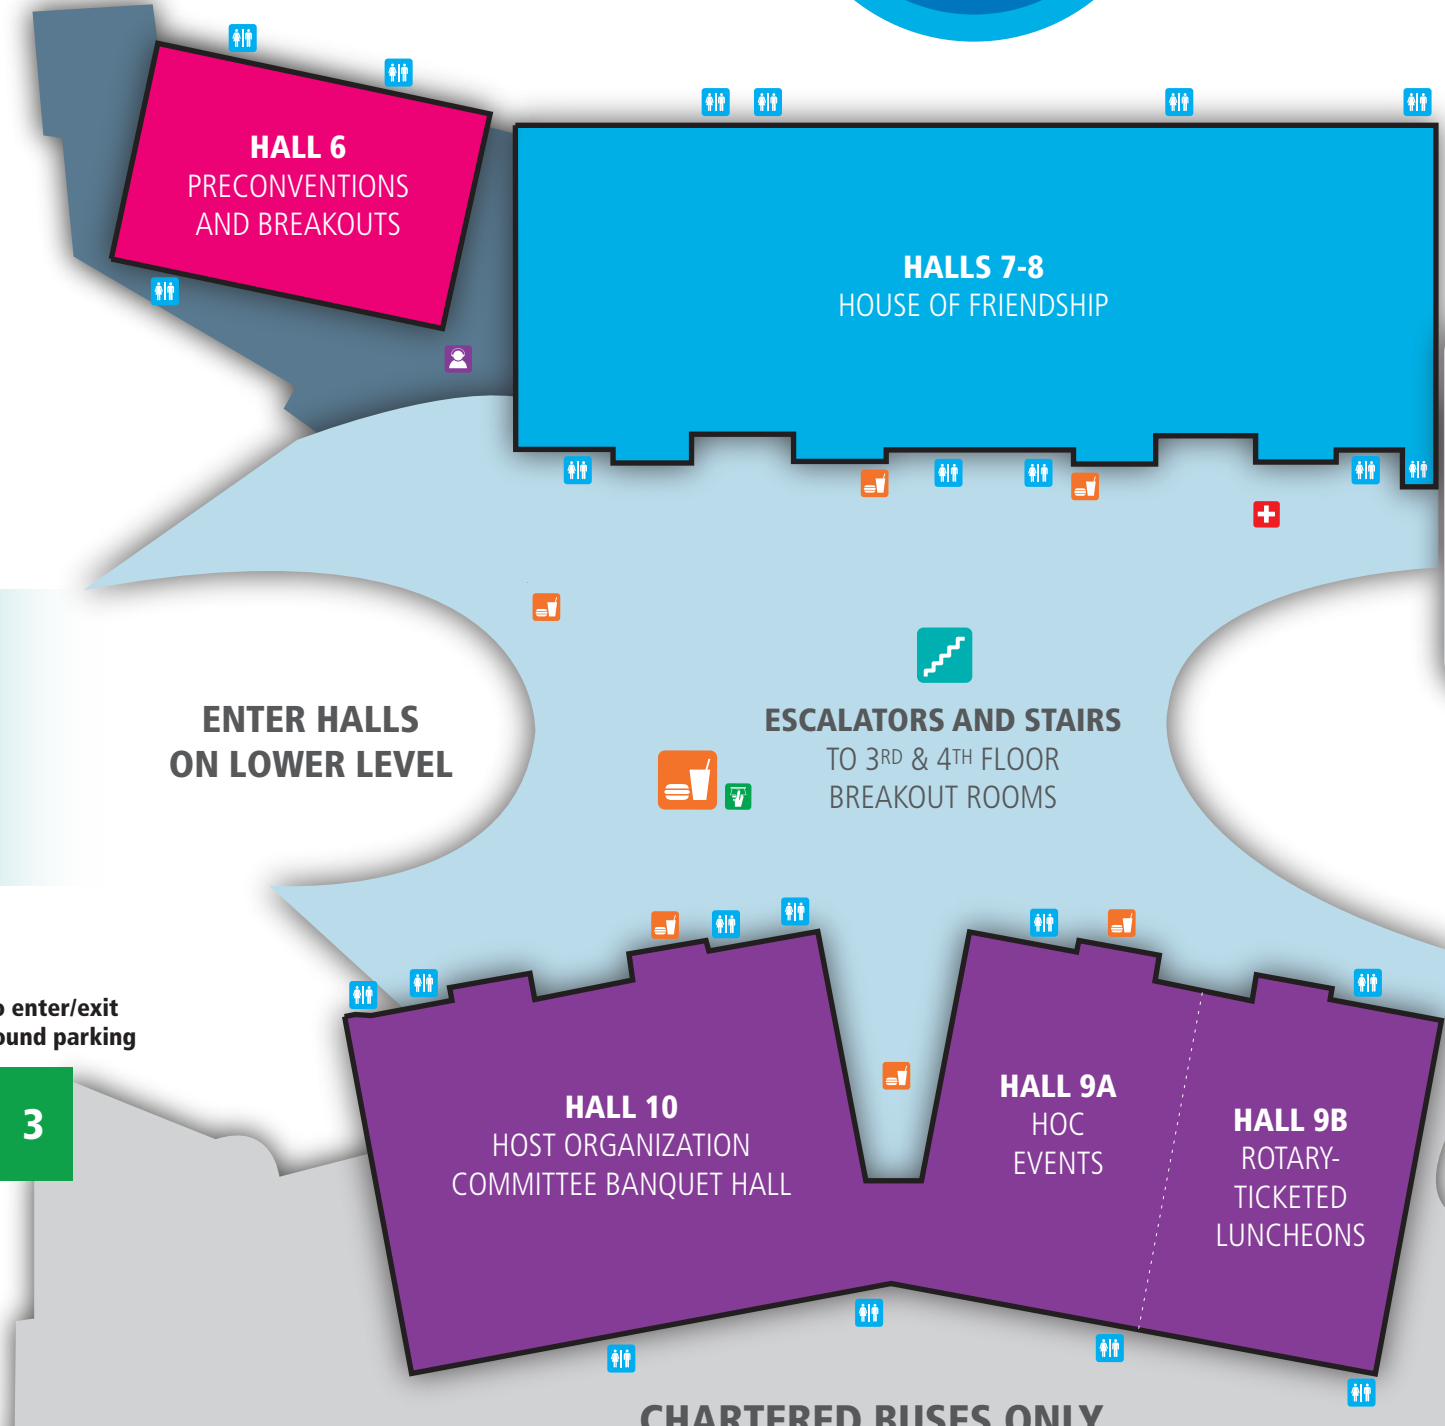 HALL 6
PRECONVENTIONS
AND BREAKOUTS
HALLS 7-8
HOUSE OF FRIENDSHIP
ENTER HALLS
ON LOWER LEVEL
ESCALATORS AND STAIRS
TO 3RD & 4TH FLOOR
BREAKOUT ROOMS
enter/exit
parking
3
HALL 10
HOST ORGANIZATION
COMMITTEE BANQUET HALL
HALL 9A
HOC
EVENTS
HALL 9B
ROTARY-
TICKETED
LUNCHEONS
CHARTERED BUSES ONLY